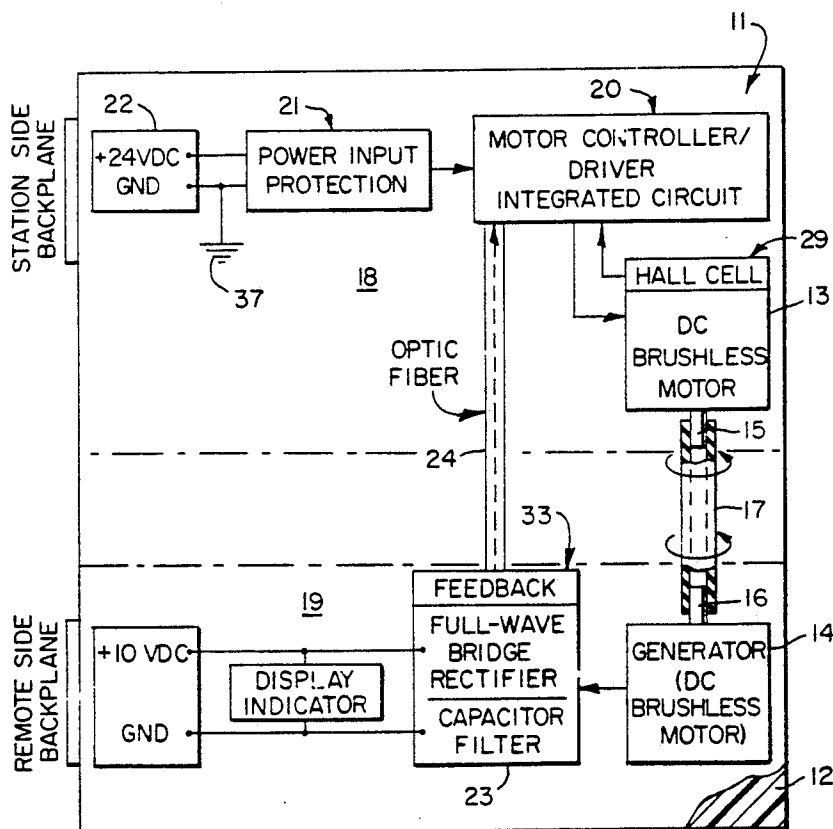 11
STATION SIDE
BACKPLANE
22
+24VDC
GND
21
POWER INPUT
PROTECTION
20
MOTOR CONTROLLER/
DRIVER
INTEGRATED CIRCUIT
37
18
29
HALL CELL
13
DC
BRUSHLESS
MOTOR
OPTIC
FIBER
24
15
17
33
16
19
REMOTE SIDE
BACKPLANE
+10 VDC
GND
DISPLAY
INDICATOR
FEEDBACK
FULL-WAVE
BRIDGE
RECTIFIER
CAPACITOR
FILTER
23
14
GENERATOR
(DC
BRUSHLESS
MOTOR)
12